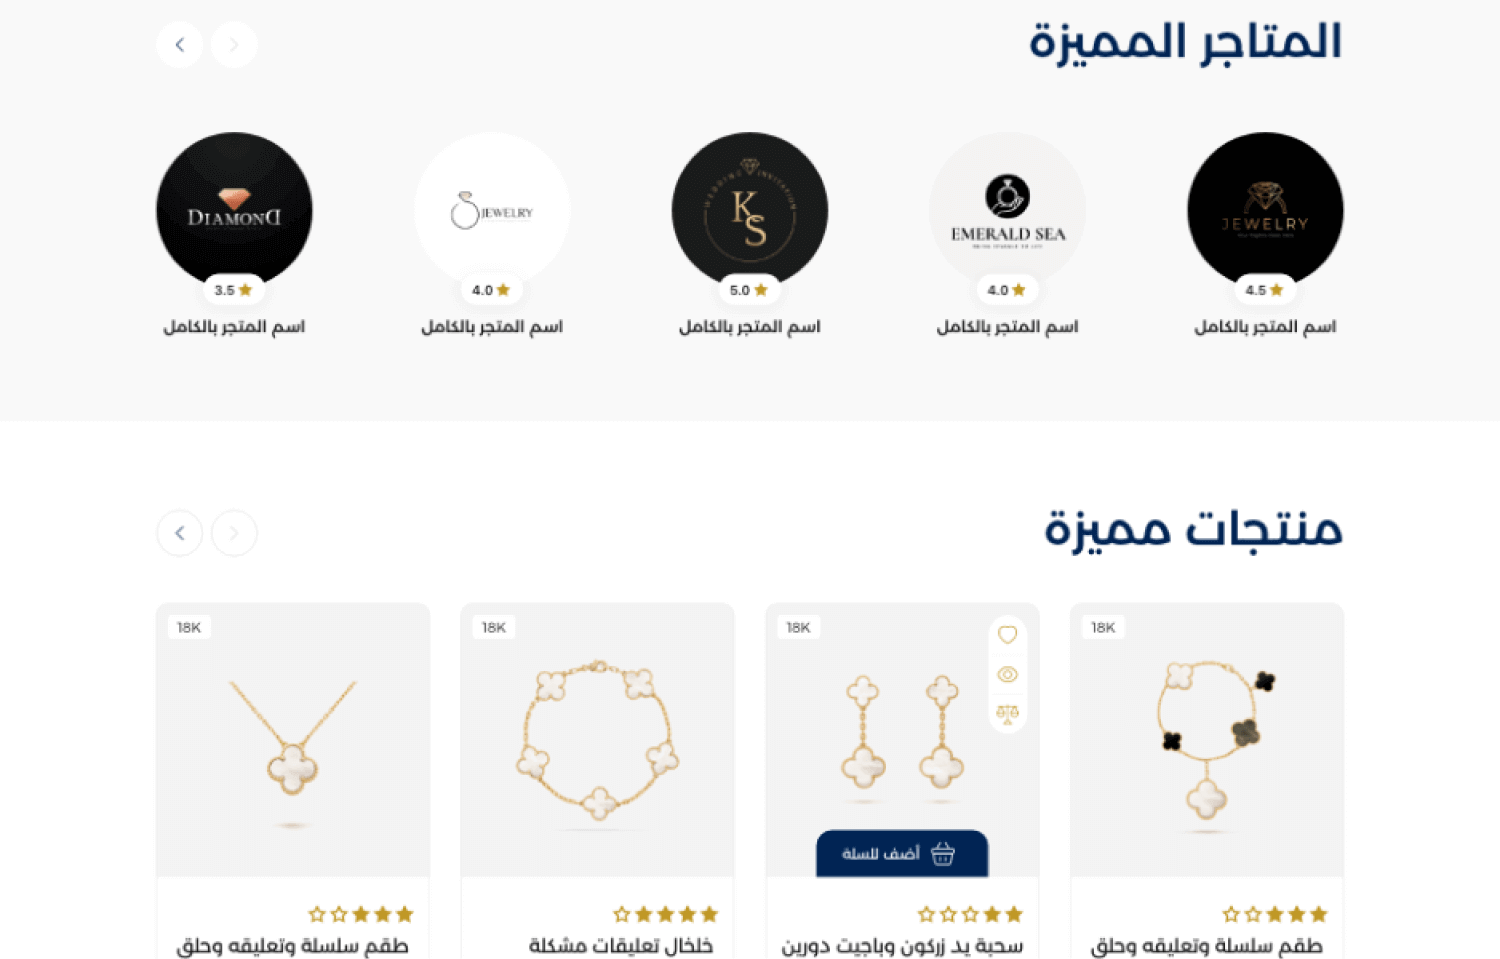 المتاجر المميزة
JEWELRY
4.5
اسم المتجر بالكامل
EMERALD SEA
4.0
اسم المتجر بالكامل
WEDDING INVITATION
KS
5.0
اسم المتجر بالكامل
JEWELRY
4.0
اسم المتجر بالكامل
DIAMOND
3.5
اسم المتجر بالكامل
منتجات مميزة
18K
18K
18K
18K
أضف للسلة
طقم سلسلة وتعليقه وحلق
سحبة يد زركون وباجيت دورين
خلخال تعليقات مشكلة
طقم سلسلة وتعليقه وحلق